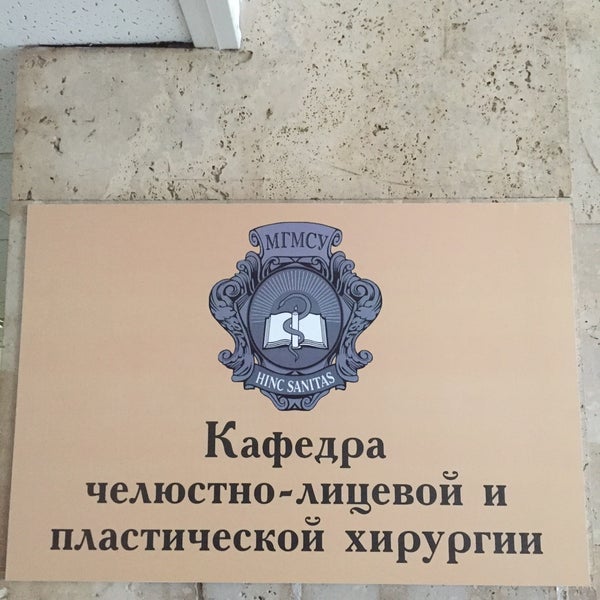 МГМСУ
HINC SANITAS
Кафедра
челюстно-лицевой и
пластической хирургии